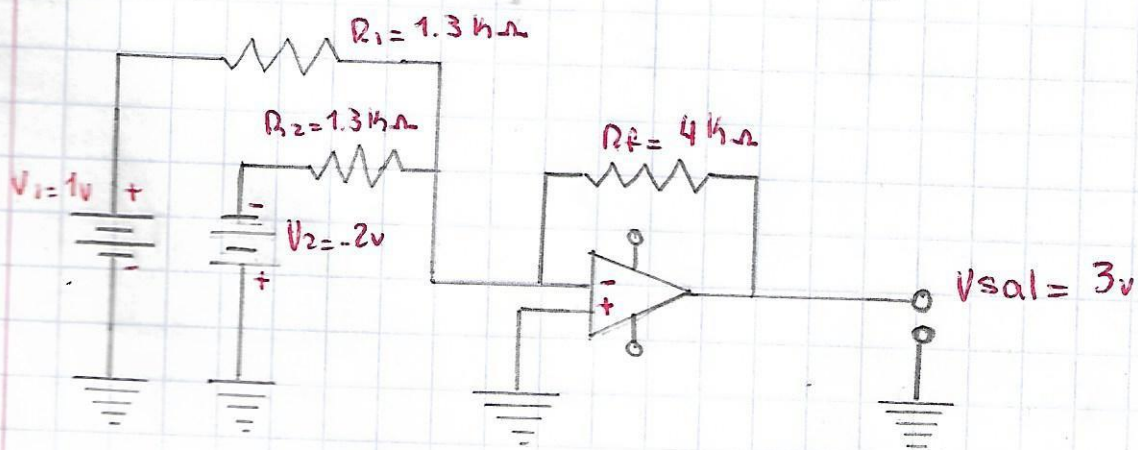 R1 = 1.3 KΩ
R2 = 1.3 KΩ
Rf = 4 KΩ
V1 = 1v
+
-
-
V2 = -2v
+
-
+
Vsal = 3v